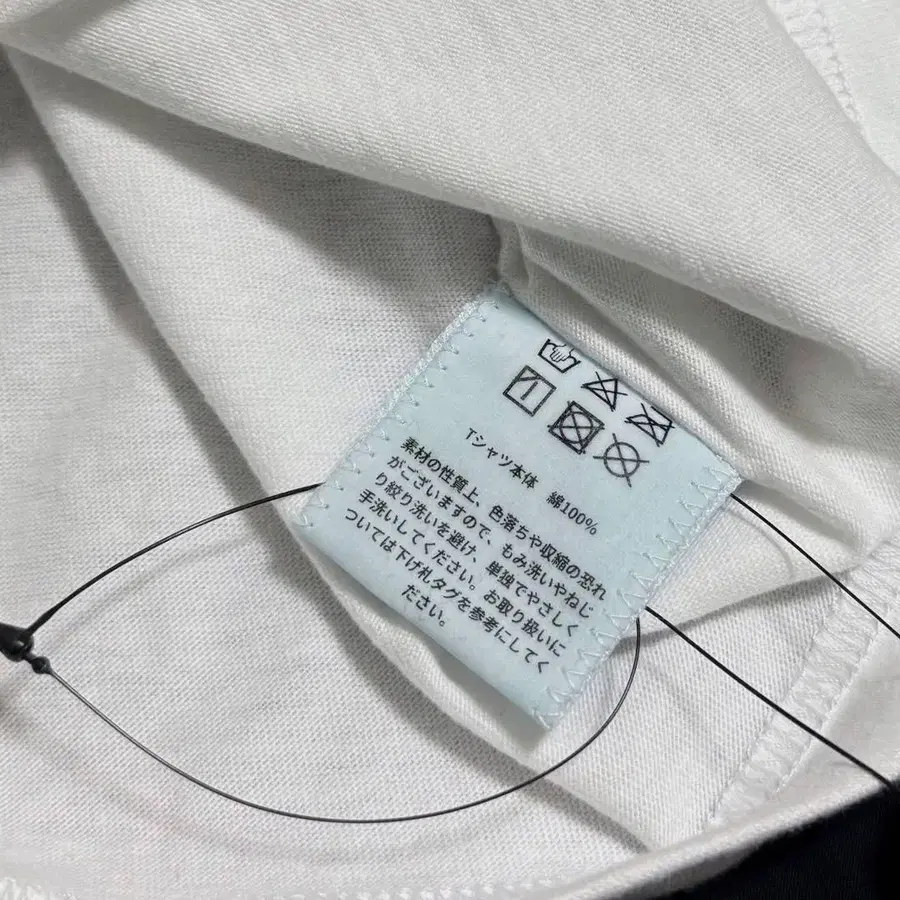 Tシャツ本体　綿100%
素材の性質上、色落ちや収縮の恐れ
がございますので、もみ洗いやねじ
り絞り洗いを避け、単独でやさしく
手洗いしてください。お取り扱いに
ついては下げ札タグを参考にしてく
ださい。